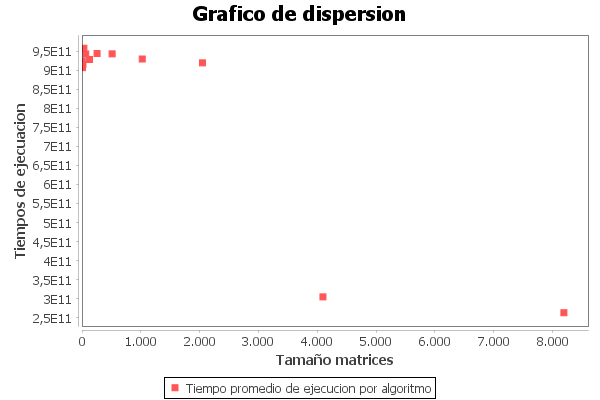 Grafico de dispersion
Tiempos de ejecuacion
9,5E11
9E11
8,5E11
8E11
7,5E11
7E11
6,5E11
6E11
5,5E11
5E11
4,5E11
4E11
3,5E11
3E11
2,5E11
0 1.000 2.000 3.000 4.000 5.000 6.000 7.000 8.000
Tamaño matrices
Tiempo promedio de ejecucion por algoritmo